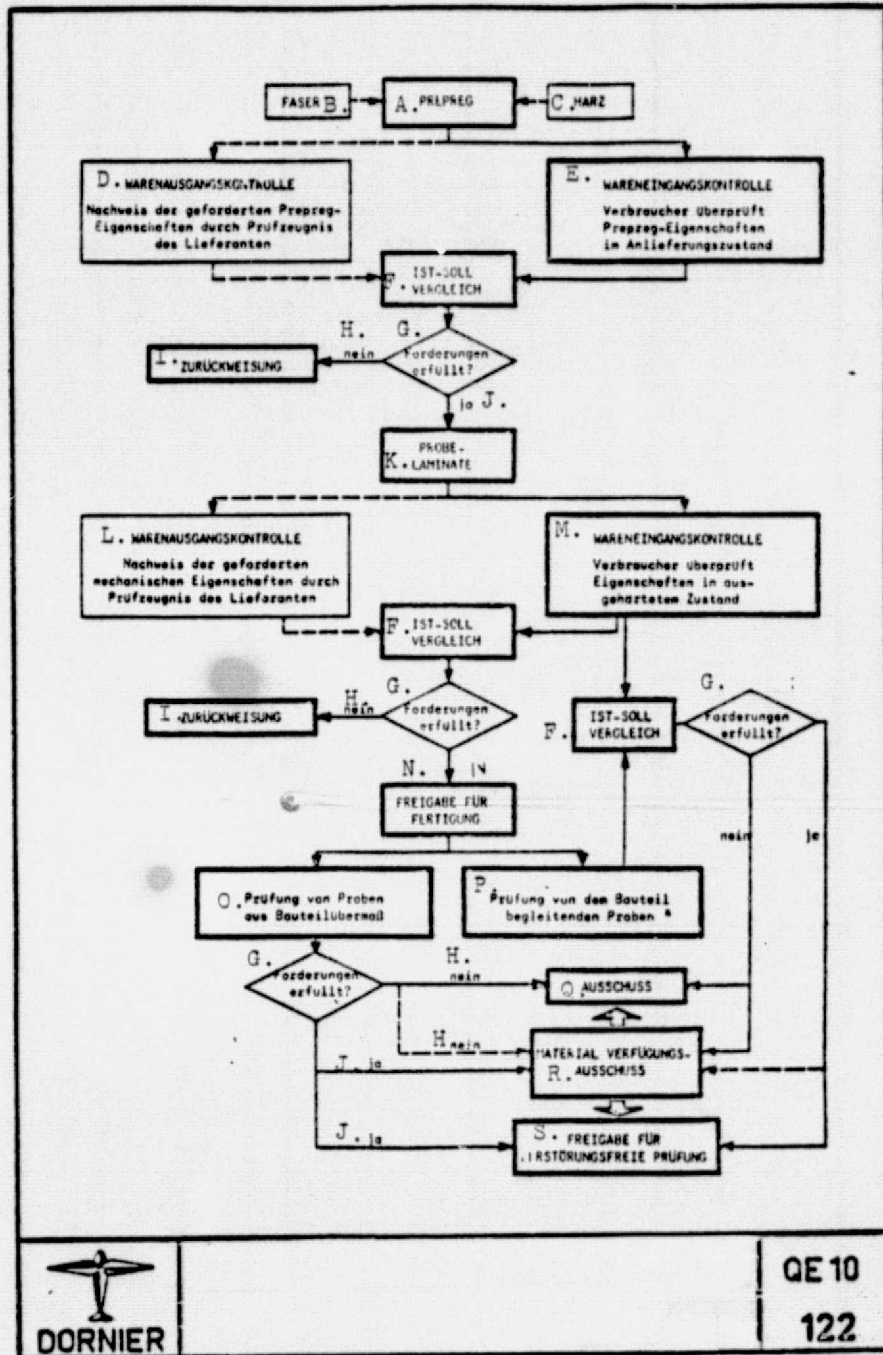 FASER B.
A. PREPREG
C. HARZ
D. WARENAUSGANGSKONTROLLE
Nachweis der geforderten Prepreg-
Eigenschaften durch Prüfzeugnis
des Lieferanten
E. WARENEINGANGSKONTROLLE
Verbraucher überprüft
Prepreg-Eigenschaften
im Anlieferungszustand
F. IST-SOLL
VERGLEICH
H.
nein
G.
Forderungen
erfüllt?
I. ZURÜCKWEISUNG
ja J.
K. PROBE-
LAMINATE
L. WARENAUSGANGSKONTROLLE
Nachweis der geforderten
mechanischen Eigenschaften durch
Prüfzeugnis des Lieferanten
M. WARENEINGANGSKONTROLLE
Verbraucher überprüft
Eigenschaften in aus-
gehärtetem Zustand
F. IST-SOLL
VERGLEICH
I. ZURÜCKWEISUNG
H.
nein
G.
Forderungen
erfüllt?
F. IST-SOLL
VERGLEICH
G.
Forderungen
erfüllt?
N.
FREIGABE FÜR
FERTIGUNG
nein
ja
O. Prüfung von Proben
aus Bauteilübermaß
P. Prüfung von dem Bauteil
begleitenden Proben
G.
Forderungen
erfüllt?
H.
nein
Q. AUSSCHUSS
H. nein
J. ja
MATERIAL VERFÜGUNGS-
R. AUSSCHUSS
J. ja
S. FREIGABE FÜR
ZERSTÖRUNGSFREIE PRÜFUNG
DORNIER
QE 10
122